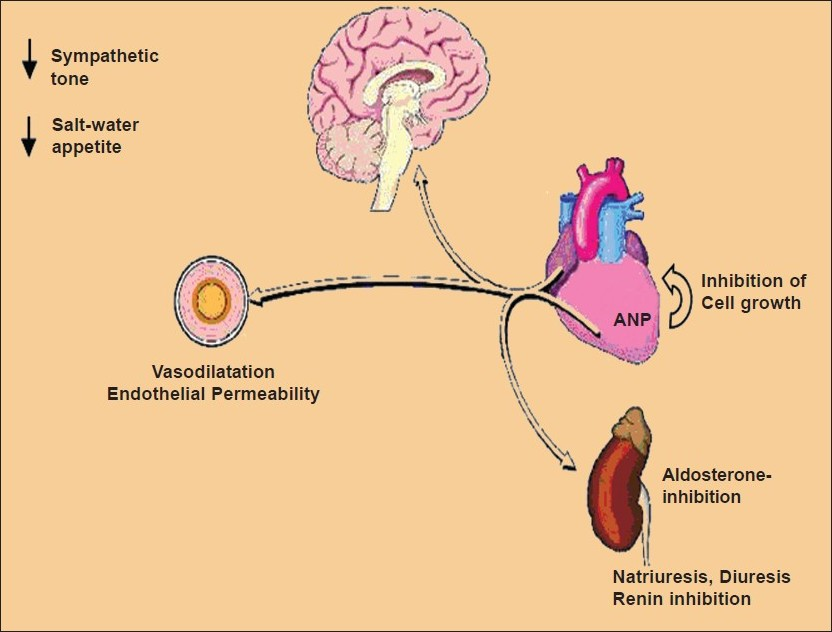 Sympathetic
tone
Salt-water
appetite
Inhibition of
Cell growth
ANP
Vasodilatation
Endothelial Permeability
Aldosterone-
inhibition
Natriuresis, Diuresis
Renin inhibition